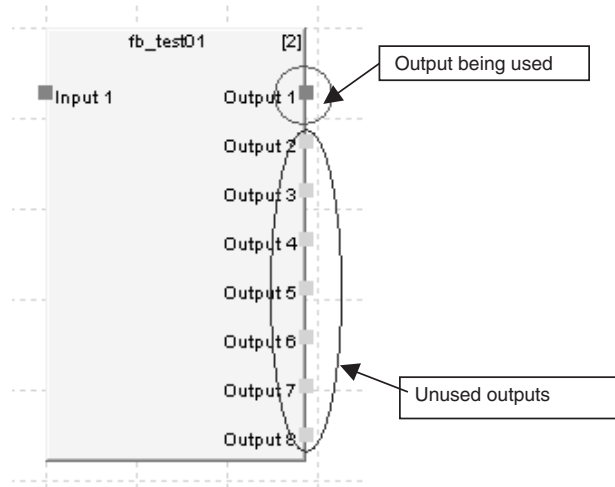 fb_test01 [2]
Output being used
Input 1
Output 1
Output 2
Output 3
Output 4
Output 5
Output 6
Output 7
Unused outputs
Output 8